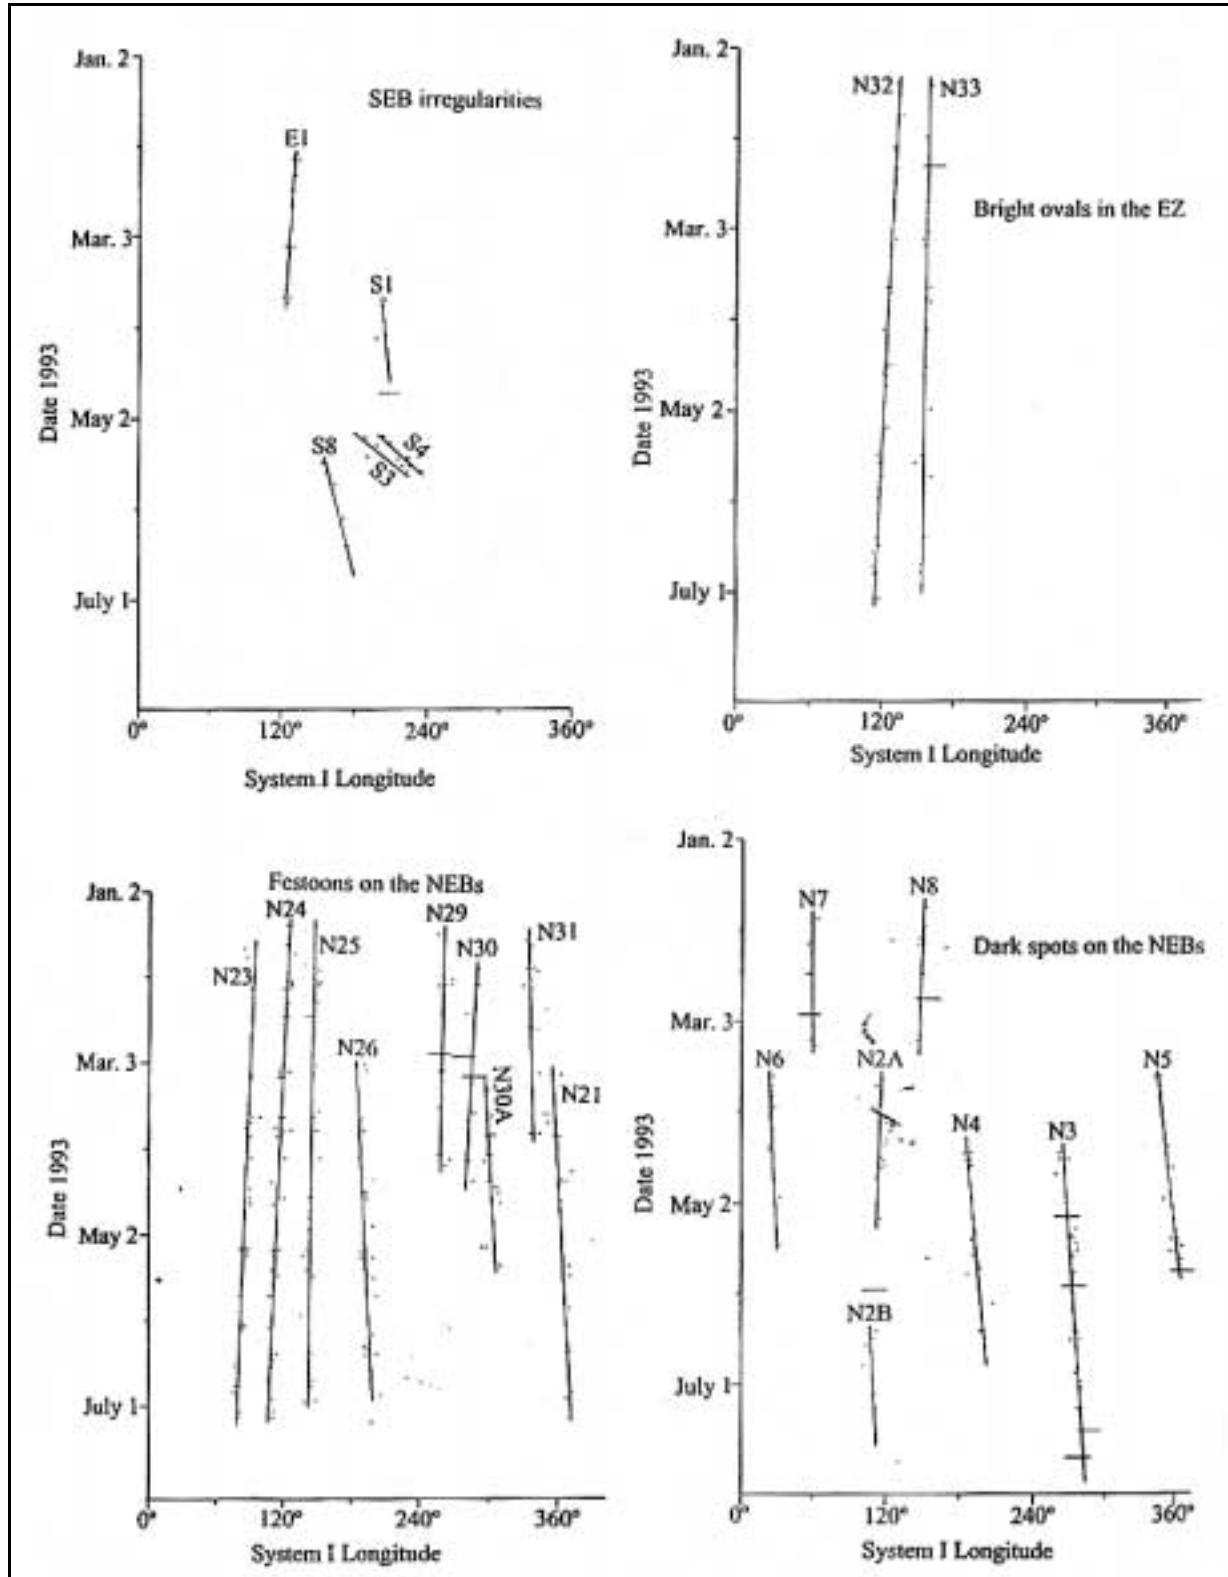 Jan. 2
SEB irregularities
E1
Mar. 3
S1
Date 1993
May 2
S8
S3
S4
July 1
0° 120° 240° 360°
System I Longitude
Jan. 2
N32 N33
Bright ovals in the EZ
Mar. 3
Date 1993
May 2
July 1
0° 120° 240° 360°
System I Longitude
Festoons on the NEBs
Jan. 2
N24
N29
N25
N31
N30
N23
N26
Mar. 3
N30A
N21
Date 1993
May 2
July 1
0° 120° 240° 360°
System I Longitude
Jan. 2
N7
N8
Dark spots on the NEBs
Mar. 3
N6
N2A
N5
N4
N3
Date 1993
May 2
N2B
July 1
0° 120° 240° 360°
System I Longitude